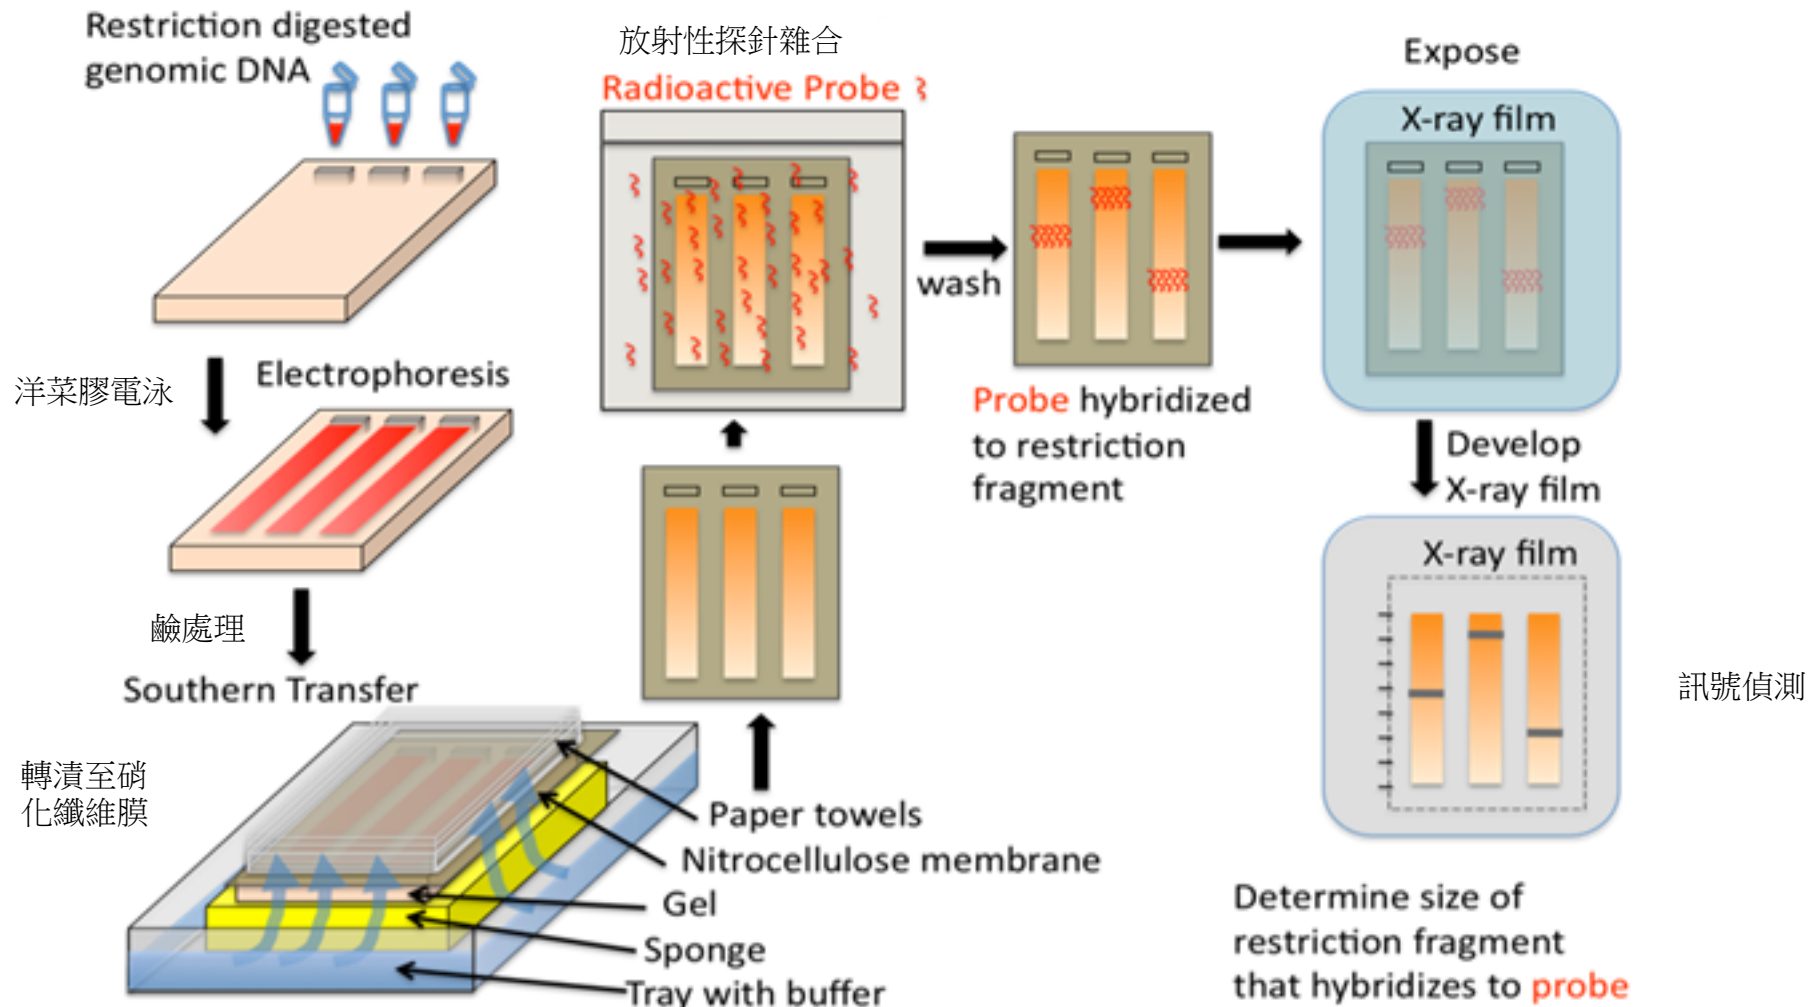 Restriction digested
genomic DNA
洋菜膠電泳
Electrophoresis
鹼處理
Southern Transfer
轉漬至硝
化纖維膜
Paper towels
Nitrocellulose membrane
Gel
Sponge
Tray with buffer
放射性探針雜合
Radioactive Probe
wash
Probe hybridized
to restriction
fragment
Expose
X-ray film
Develop
X-ray film
X-ray film
訊號偵測
Determine size of
restriction fragment
that hybridizes to probe